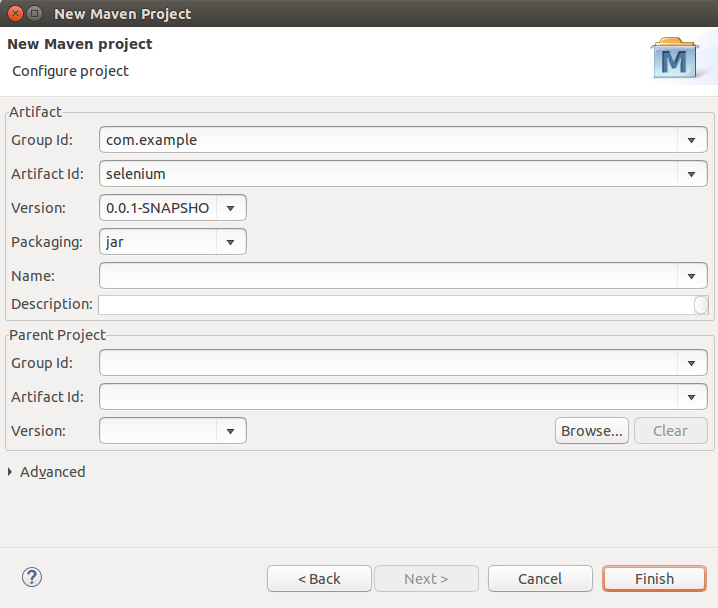 New Maven Project
New Maven project
Configure project
M
Artifact
Group Id: com.example
Artifact Id: selenium
Version: 0.0.1-SNAPSHO
Packaging: jar
Name:
Description:
Parent Project
Group Id:
Artifact Id:
Version: Browse... Clear
Advanced
? < Back Next > Cancel Finish